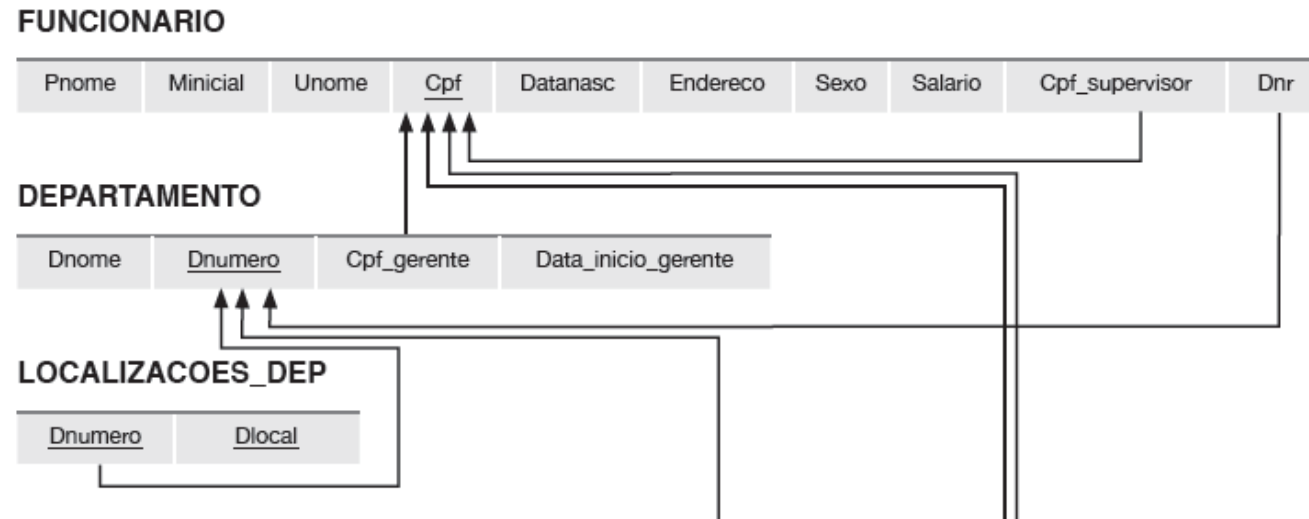 FUNCIONARIO
Pnome Minicial Unome Cpf Datanasc Endereco Sexo Salario Cpf_supervisor Dnr
DEPARTAMENTO
Dnome Dnumero Cpf_gerente Data_inicio_gerente
LOCALIZACOES_DEP
Dnumero Dlocal